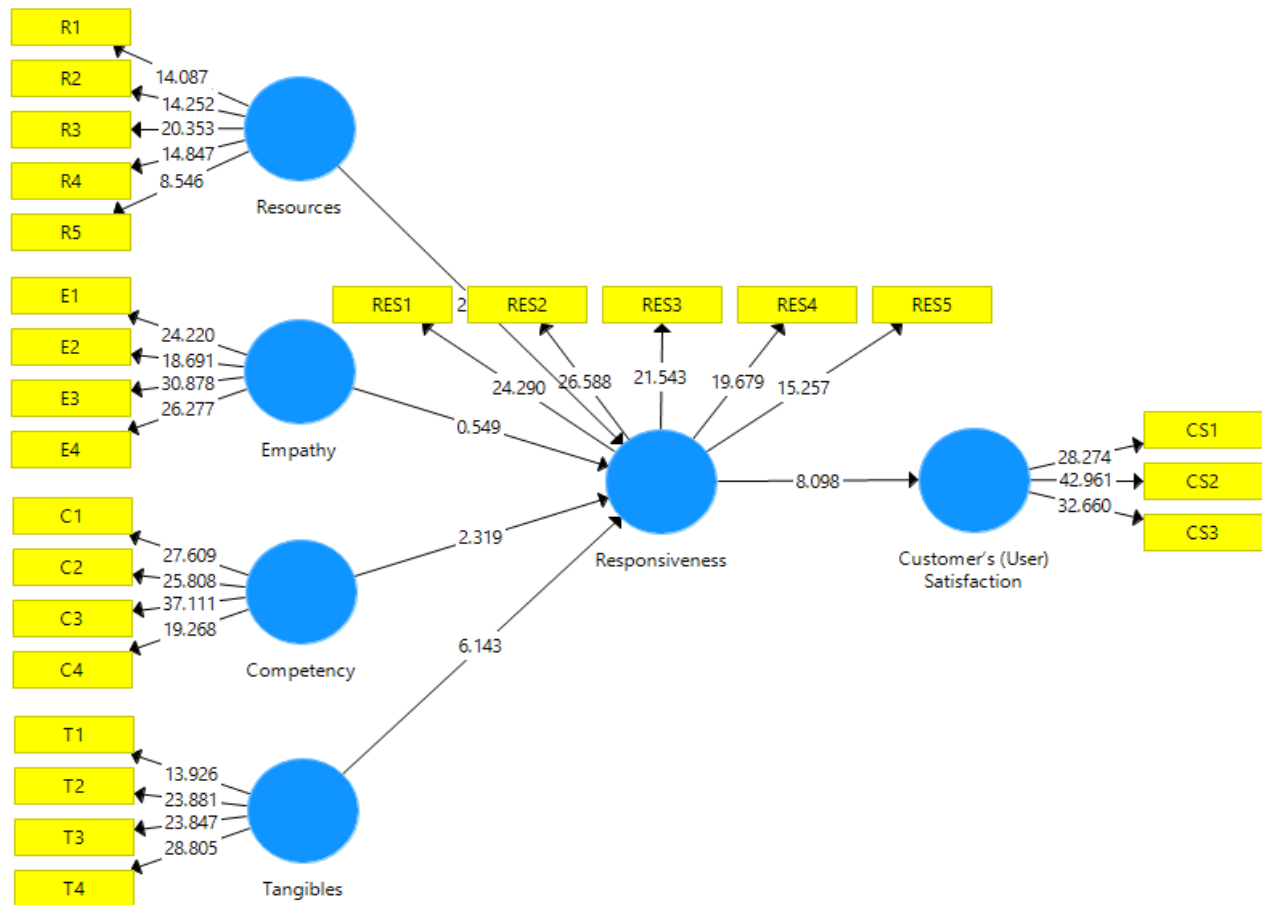 R1
R2
R3
R4
R5
14.087
14.252
20.353
14.847
8.546
Resources
E1
E2
E3
E4
24.220
18.691
30.878
26.277
Empathy
C1
C2
C3
C4
27.609
25.808
37.111
19.268
Competency
T1
T2
T3
T4
13.926
23.881
23.847
28.805
Tangibles
0.549
2.319
6.143
RES1
RES2
RES3
RES4
RES5
24.290
26.588
21.543
19.679
15.257
Responsiveness
8.098
Customer's (User)
Satisfaction
28.274
42.961
32.660
CS1
CS2
CS3